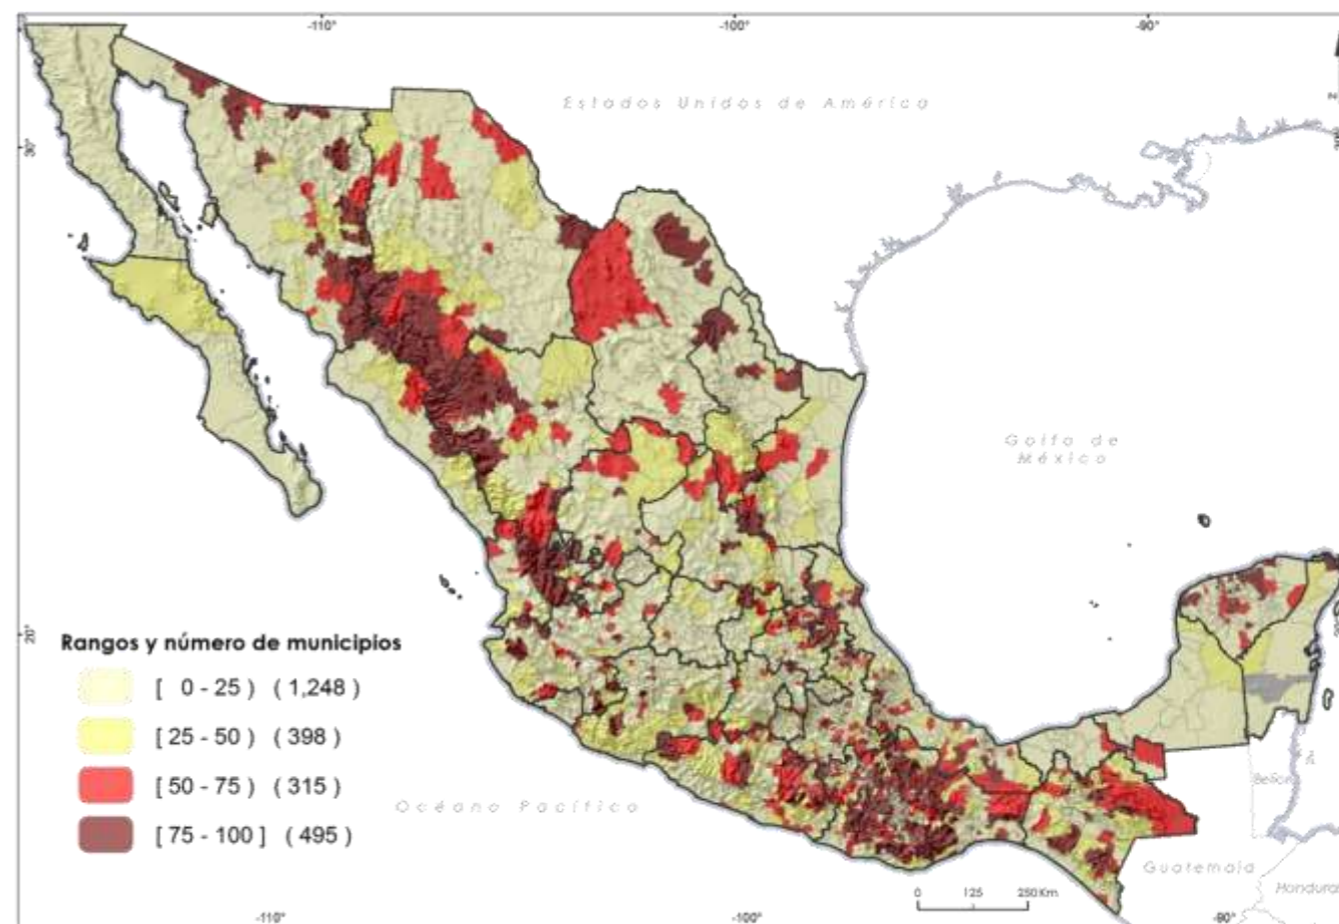 -110°
-100°
-90°
30°
Estados Unidos de América
Golfo de
México
20°
Rangos y número de municipios
[ 0 - 25 ) ( 1,248 )
[ 25 - 50 ) ( 398 )
[ 50 - 75 ) ( 315 )
[ 75 - 100 ] ( 495 )
Océano Pacífico
Guatemala
0 125 250 Km
-110°
-100°
-90°